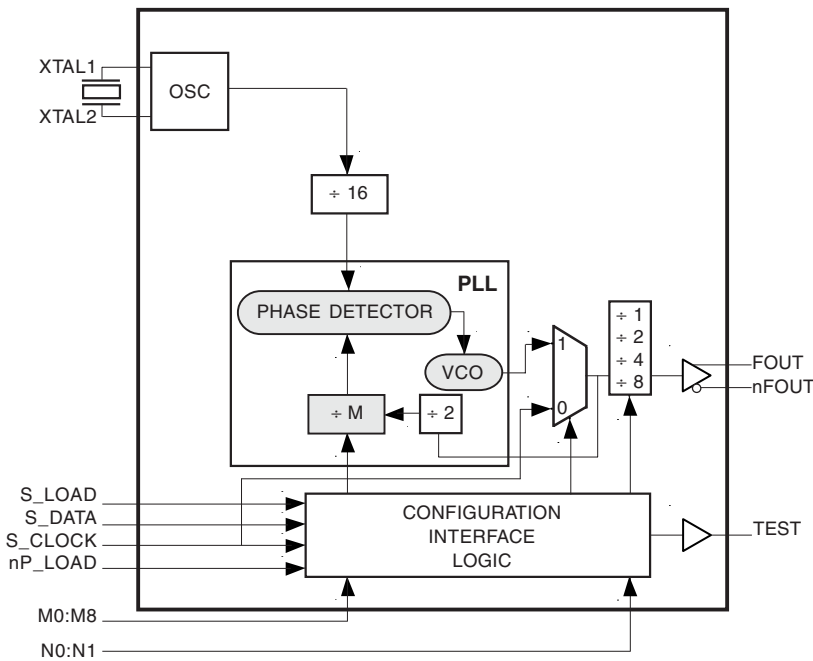 XTAL1
OSC
XTAL2
÷ 16
PLL
PHASE DETECTOR
VCO
÷ M
÷ 2
1
0
÷ 1
÷ 2
÷ 4
÷ 8
FOUT
nFOUT
S_LOAD
S_DATA
S_CLOCK
nP_LOAD
CONFIGURATION
INTERFACE
LOGIC
TEST
M0:M8
N0:N1